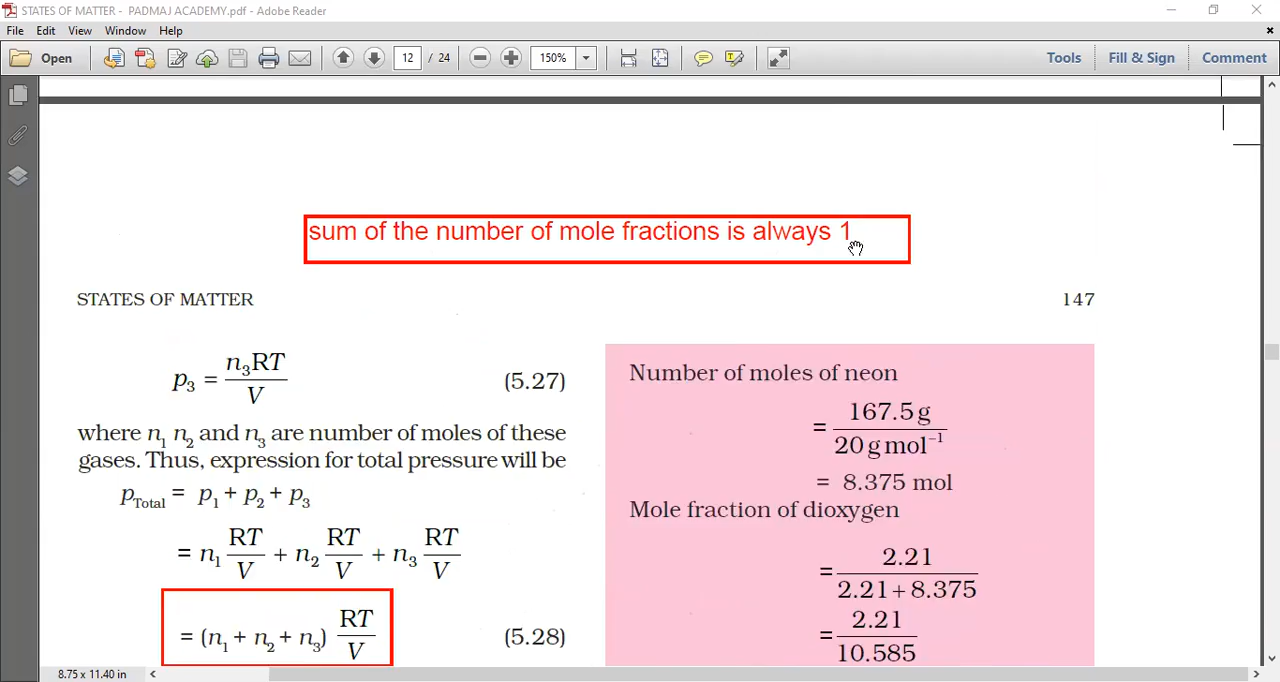 STATES OF MATTER - PADMAJ ACADEMY.pdf - Adobe Reader
File Edit View Window Help
Open 12 / 24 150% Tools Fill & Sign Comment
sum of the number of mole fractions is always 1
STATES OF MATTER 147
p₃ = n₃RT / V (5.27)
where n₁ n₂ and n₃ are number of moles of these
gases. Thus, expression for total pressure will be
p_Total = p₁ + p₂ + p₃
= n₁ RT/V + n₂ RT/V + n₃ RT/V
= (n₁ + n₂ + n₃) RT/V (5.28)
Number of moles of neon
= 167.5 g / 20 g mol⁻¹
= 8.375 mol
Mole fraction of dioxygen
= 2.21 / 2.21 + 8.375
= 2.21 / 10.585
8.75 x 11.40 in